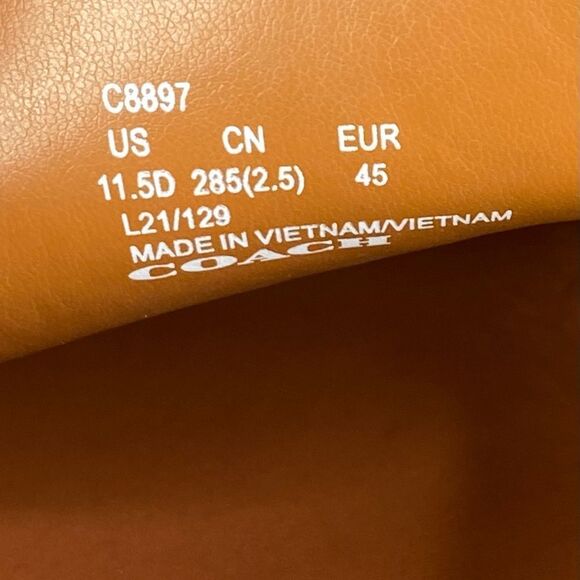 C8897
US CN EUR
11.5D 285(2.5) 45
L21/129
MADE IN VIETNAM/VIETNAM
COACH